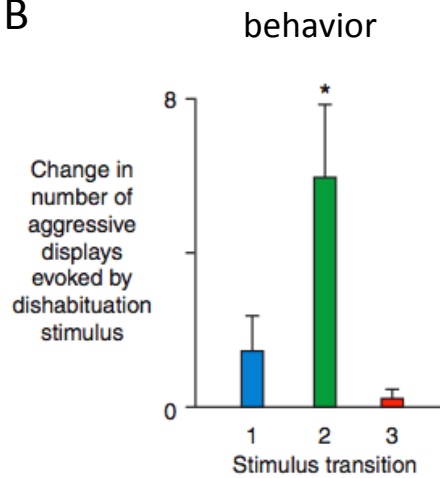 B
behavior
8
*
Change in
number of
aggressive
displays
evoked by
dishabituation
stimulus
0
1 2 3
Stimulus transition